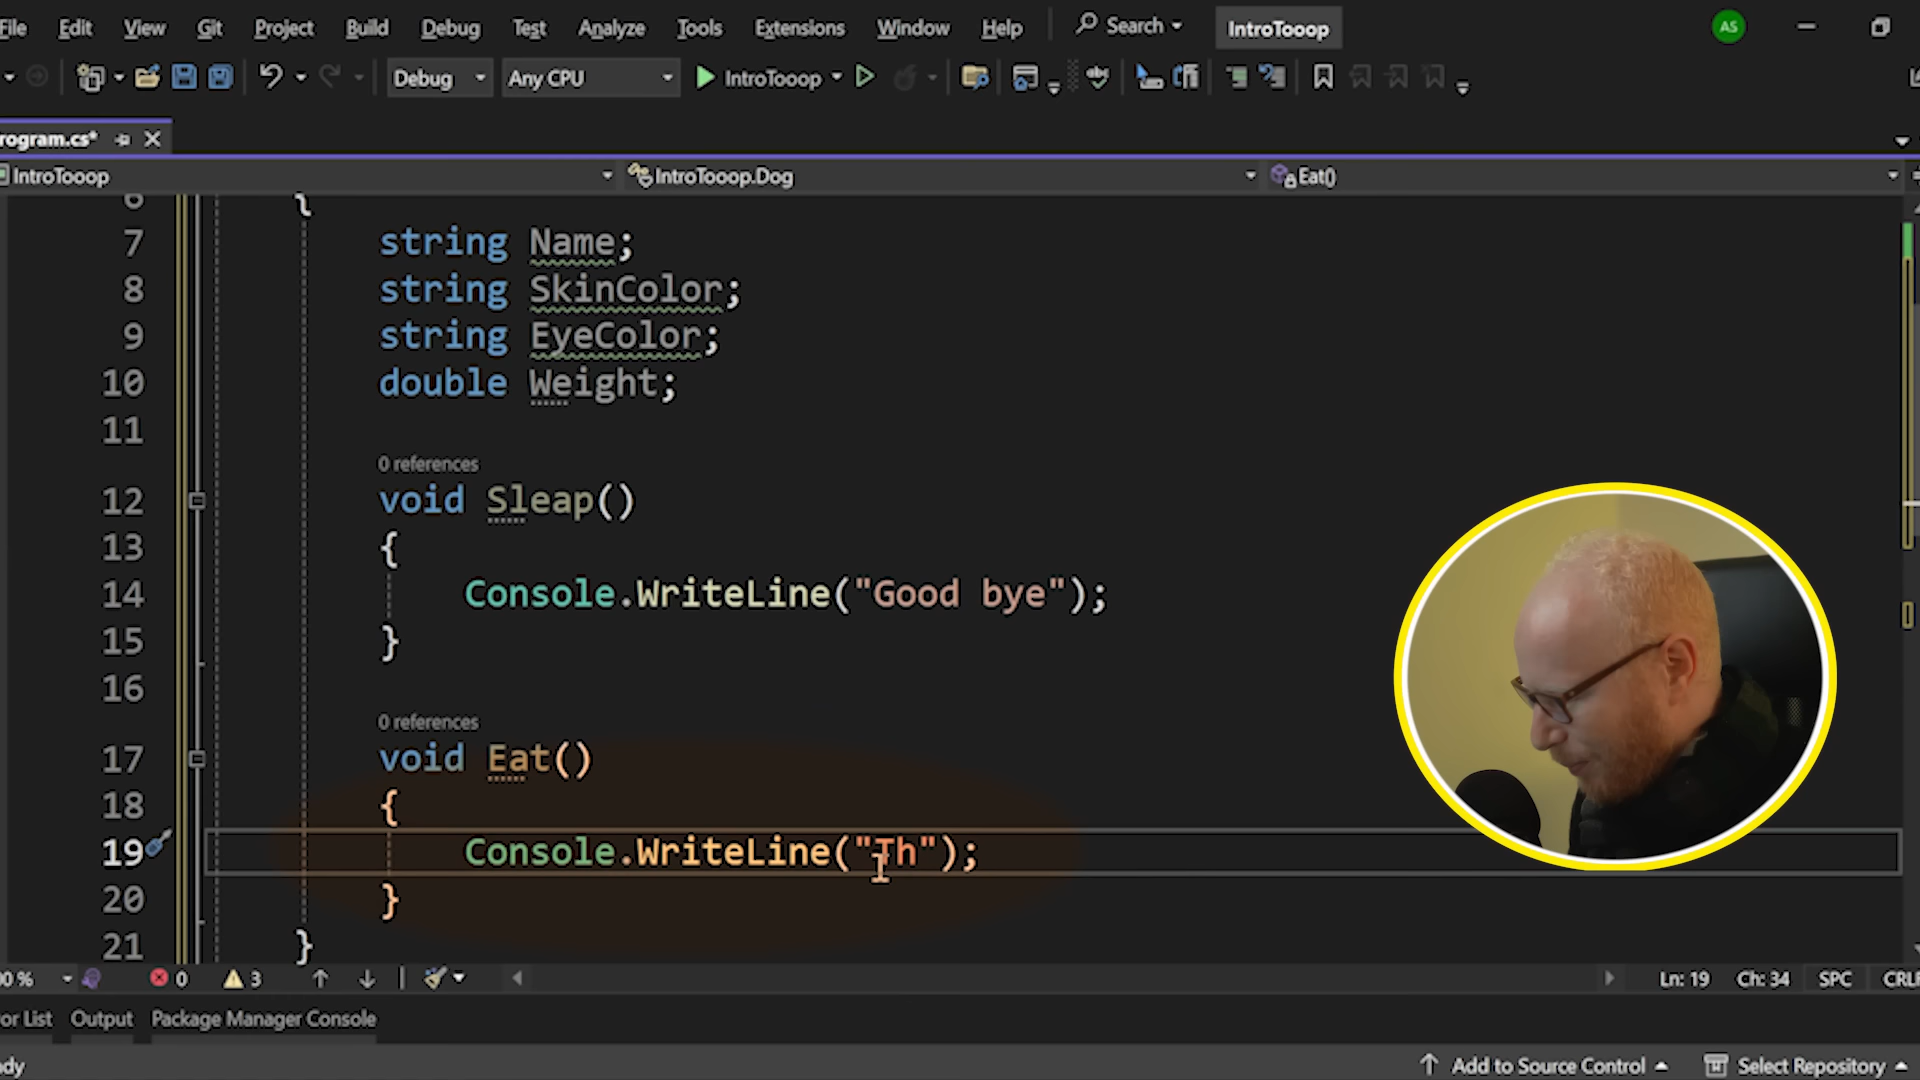 File Edit View Git Project Build Debug Test Analyze Tools Extensions Window Help Search IntroTooop AS
Debug Any CPU IntroTooop
rogram.cs*
IntroTooop IntroTooop.Dog Eat()
6 {
7 string Name;
8 string SkinColor;
9 string EyeColor;
10 double Weight;
11
0 references
12 void Sleap()
13 {
14 Console.WriteLine("Good bye");
15 }
16
0 references
17 void Eat()
18 {
19 Console.WriteLine("Th");
20 }
21 }
00 % 0 3 Ln: 19 Ch: 34 SPC CRLF
or List Output Package Manager Console
dy Add to Source Control Select Repository